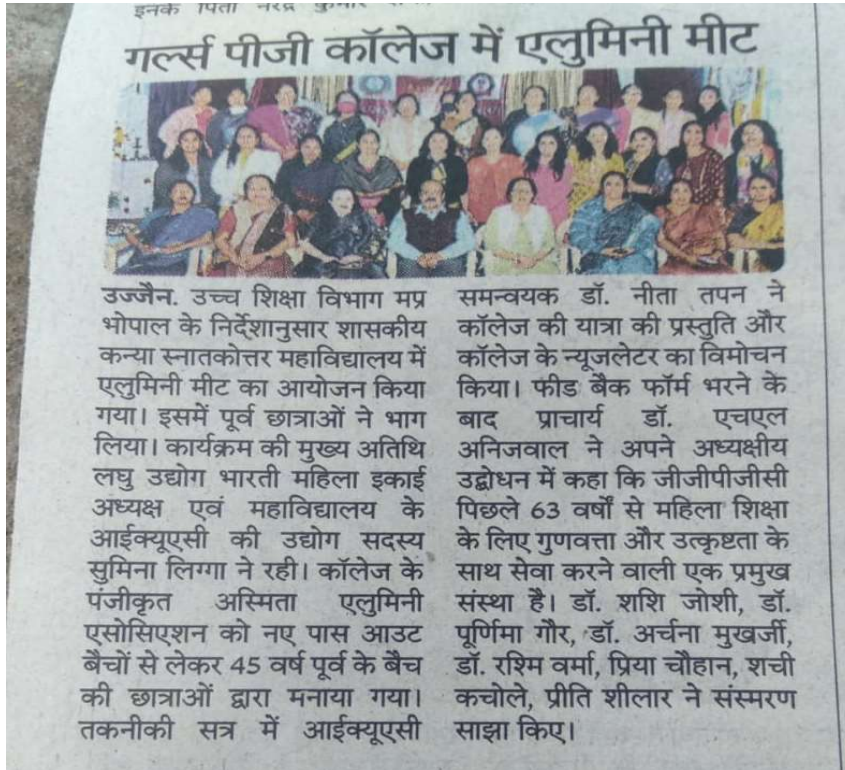 इनके पिता नरेंद्र कुमार
गर्ल्स पीजी कॉलेज में एलुमिनी मीट
उज्जैन. उच्च शिक्षा विभाग मप्र
भोपाल के निर्देशानुसार शासकीय
कन्या स्नातकोत्तर महाविद्यालय में
एलुमिनी मीट का आयोजन किया
गया। इसमें पूर्व छात्राओं ने भाग
लिया। कार्यक्रम की मुख्य अतिथि
लघु उद्योग भारती महिला इकाई
अध्यक्ष एवं महाविद्यालय के
आईक्यूएसी की उद्योग सदस्य
सुमिना लिग्गा ने रही। कॉलेज के
पंजीकृत अस्मिता एलुमिनी
एसोसिएशन को नए पास आउट
बैचों से लेकर 45 वर्ष पूर्व के बैच
की छात्राओं द्वारा मनाया गया।
तकनीकी सत्र में आईक्यूएसी
समन्वयक डॉ. नीता तपन ने
कॉलेज की यात्रा की प्रस्तुति और
कॉलेज के न्यूजलेटर का विमोचन
किया। फीड बैक फॉर्म भरने के
बाद प्राचार्य डॉ. एचएल
अनिजवाल ने अपने अध्यक्षीय
उद्बोधन में कहा कि जीजीपीजीसी
पिछले 63 वर्षों से महिला शिक्षा
के लिए गुणवत्ता और उत्कृष्टता के
साथ सेवा करने वाली एक प्रमुख
संस्था है। डॉ. शशि जोशी, डॉ.
पूर्णिमा गौर, डॉ. अर्चना मुखर्जी,
डॉ. रश्मि वर्मा, प्रिया चौहान, शची
कचोले, प्रीति शीलार ने संस्मरण
साझा किए।